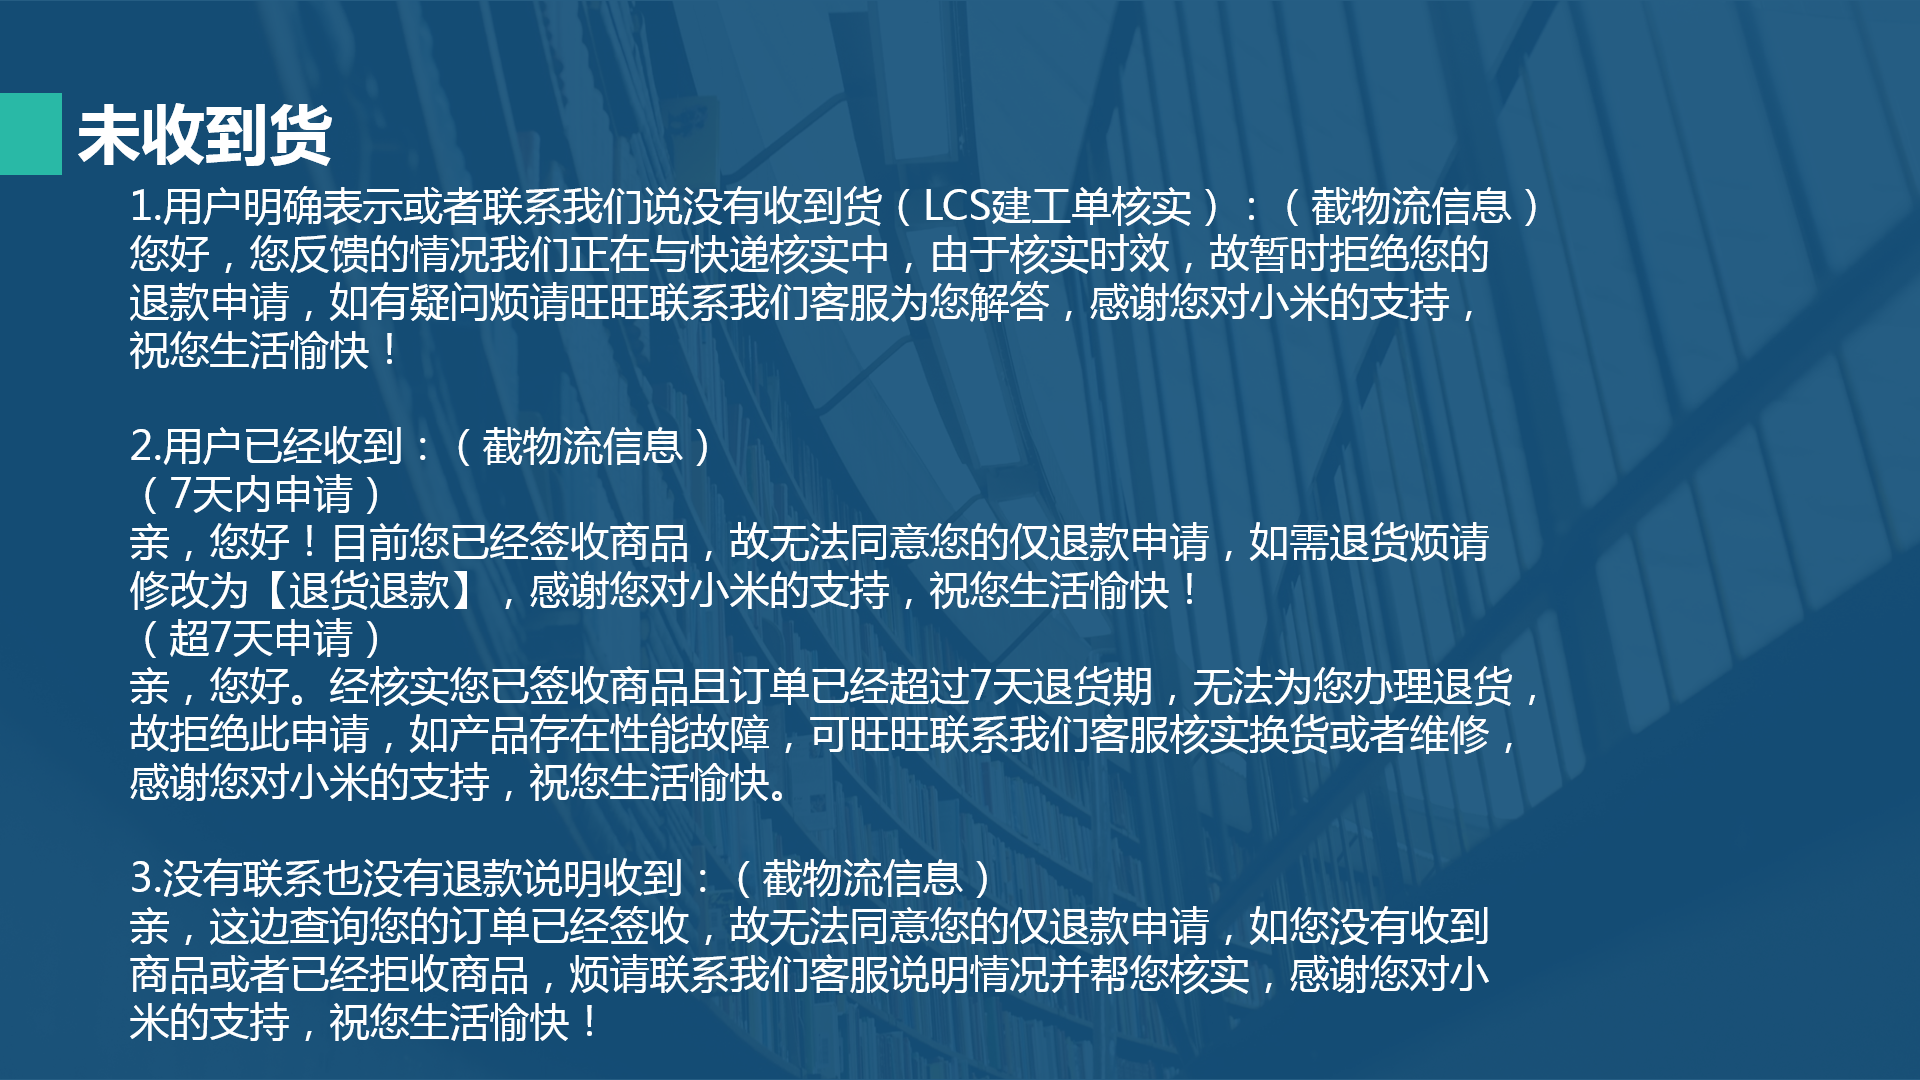 未收到货
1.用户明确表示或者联系我们说没有收到货（LCS建工单核实）：（截物流信息）
您好，您反馈的情况我们正在与快递核实中，由于核实时效，故暂时拒绝您的
退款申请，如有疑问烦请旺旺联系我们客服为您解答，感谢您对小米的支持，
祝您生活愉快！
2.用户已经收到：（截物流信息）
（7天内申请）
亲，您好！目前您已经签收商品，故无法同意您的仅退款申请，如需退货烦请
修改为【退货退款】，感谢您对小米的支持，祝您生活愉快！
（超7天申请）
亲，您好。经核实您已签收商品且订单已经超过7天退货期，无法为您办理退货，
故拒绝此申请，如产品存在性能故障，可旺旺联系我们客服核实换货或者维修，
感谢您对小米的支持，祝您生活愉快。
3.没有联系也没有退款说明收到：（截物流信息）
亲，这边查询您的订单已经签收，故无法同意您的仅退款申请，如您没有收到
商品或者已经拒收商品，烦请联系我们客服说明情况并帮您核实，感谢您对小
米的支持，祝您生活愉快！